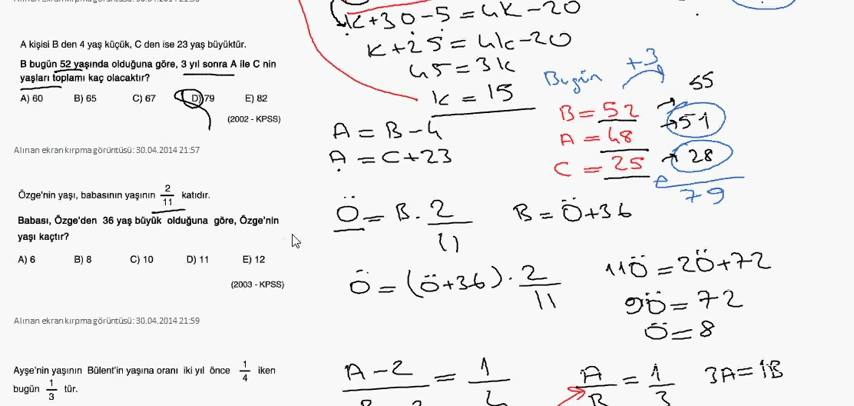 A kişisi B den 4 yaş küçük, C den ise 23 yaş büyüktür.
B bugün 52 yaşında olduğuna göre, 3 yıl sonra A ile C nin
yaşları toplamı kaç olacaktır?
A) 60 B) 65 C) 67 D) 79 E) 82
(2002 - KPSS)
Alınan ekran kırpma görüntüsü: 30.04.2014 21:57
Özge'nin yaşı, babasının yaşının 2/11 katıdır.
Babası, Özge'den 36 yaş büyük olduğuna göre, Özge'nin
yaşı kaçtır?
A) 6 B) 8 C) 10 D) 11 E) 12
(2003 - KPSS)
Alınan ekran kırpma görüntüsü: 30.04.2014 21:59
Ayşe'nin yaşının Bülent'in yaşına oranı iki yıl önce 1/4 iken
bugün 1/3 tür.
k+30-5=4k-20
k+25=4k-20
45=3k
k=15
A=B-4
A=C+23
Bugün +3
B=52 55
A=48 51
C=25 28
79
Ö=B.2/11 B=Ö+36
Ö=(Ö+36).2/11
11Ö=2Ö+72
9Ö=72
Ö=8
A-2 = 1
A/B = 1/3 3A=1B